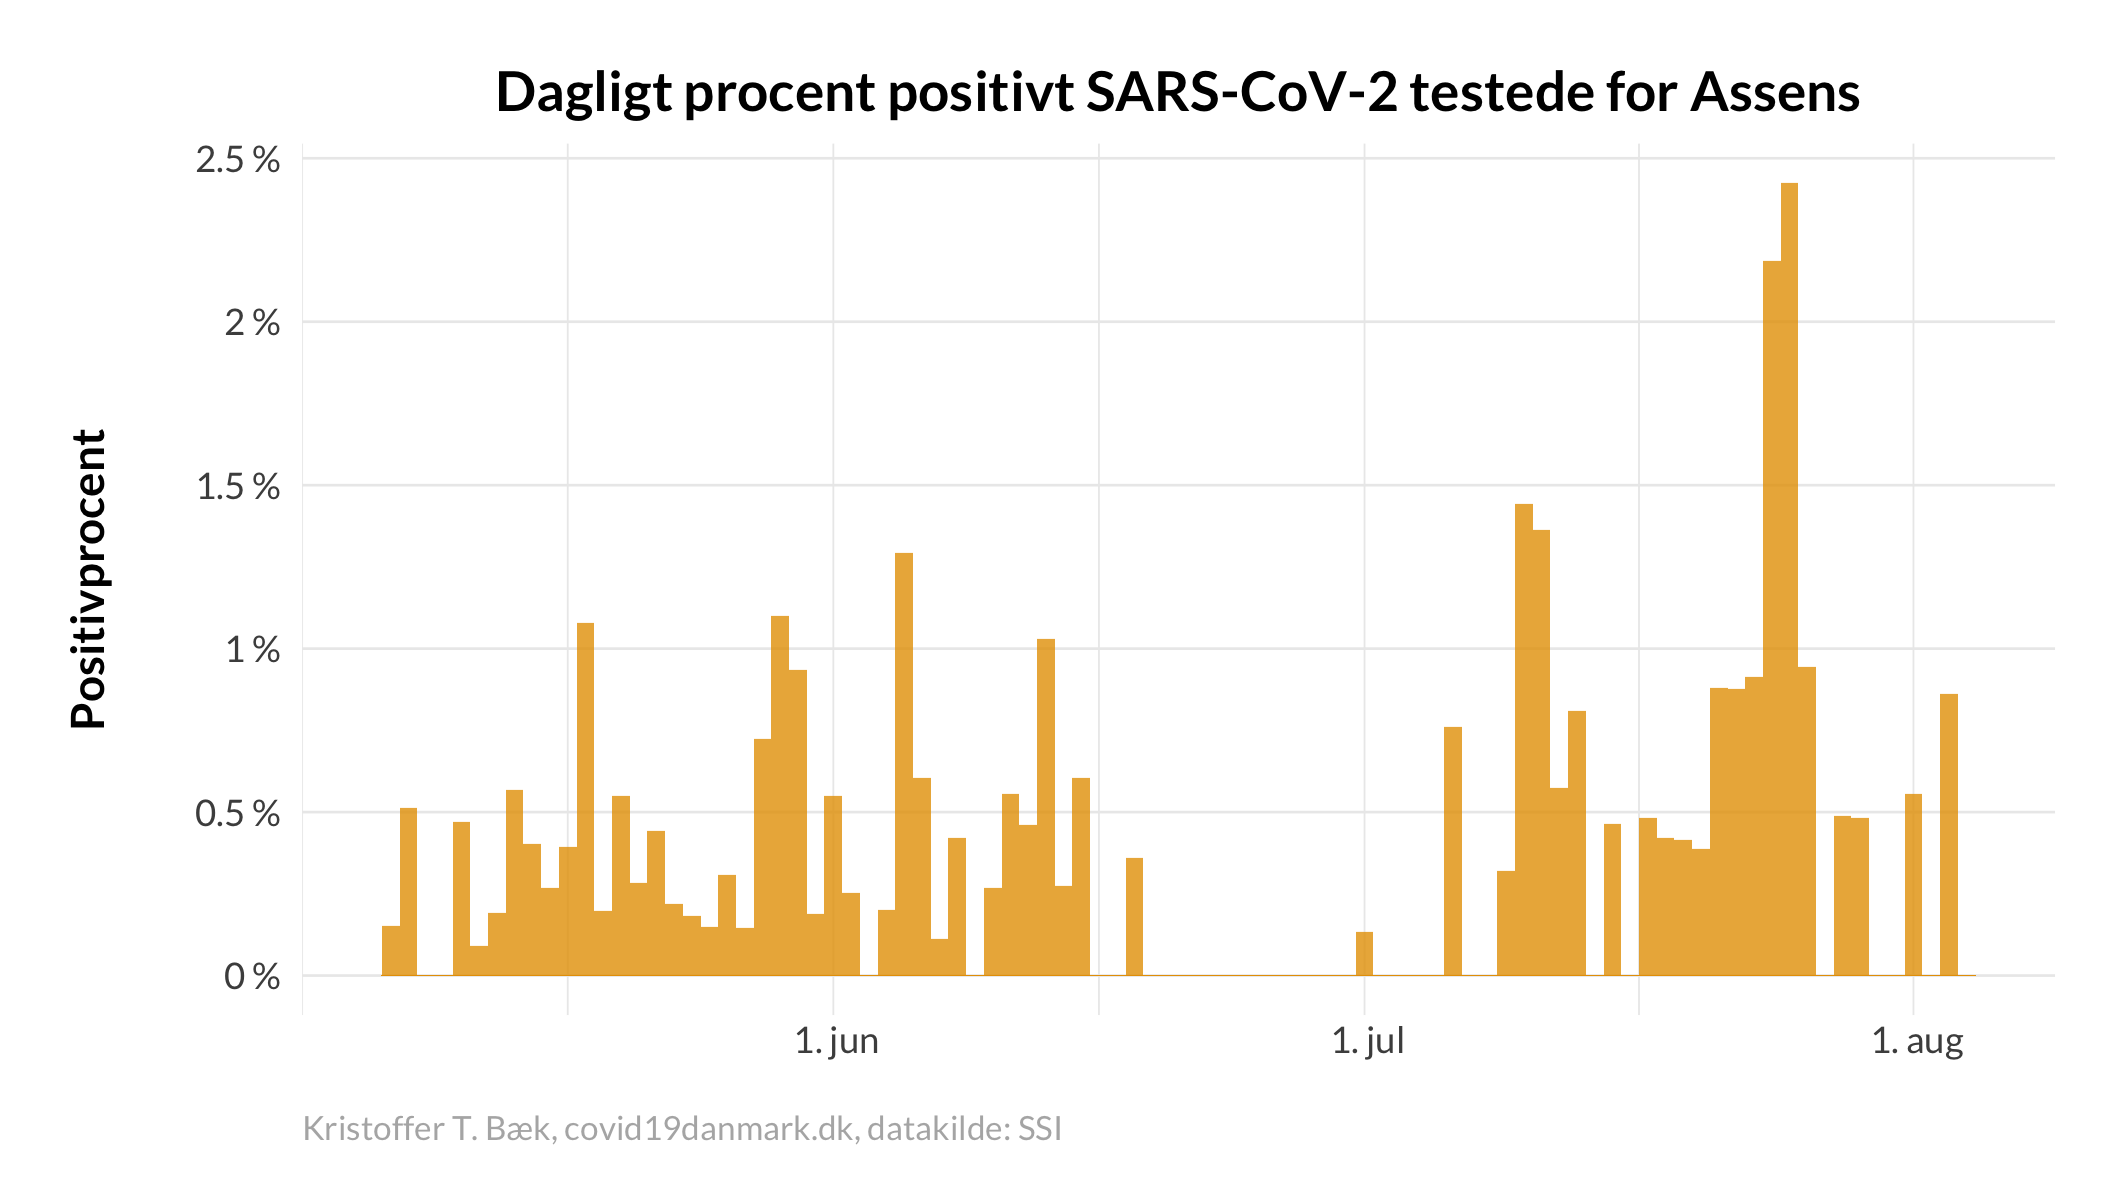 Dagligt procent positivt SARS-CoV-2 testede for Assens
Positivprocent
2.5 %
2 %
1.5 %
1 %
0.5 %
0 %
1. jun
1. jul
1. aug
Kristoffer T. Bæk, covid19danmark.dk, datakilde: SSI